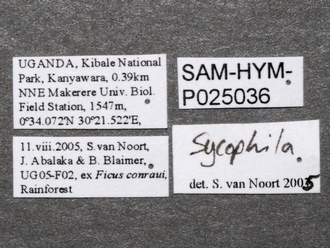 UGANDA, Kibale National
Park, Kanyawara, 0.39km
NNE Makerere Univ. Biol.
Field Station, 1547m,
0°34.072'N 30°21.522'E,
11.viii.2005, S.van Noort,
J. Abalaka & B. Blaimer,
UG05-F02, ex Ficus conraui,
Rainforest
SAM-HYM-
P025036
Sycophila
det. S. van Noort 2005